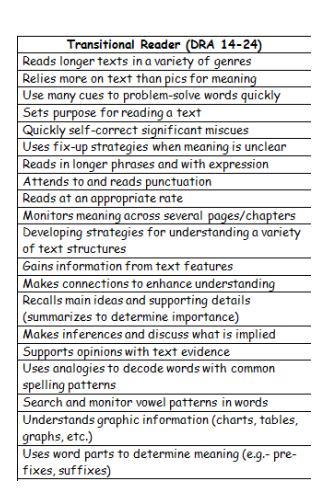 Transitional Reader (DRA 14-24)
Reads longer texts in a variety of genres
Relies more on text than pics for meaning
Use many cues to problem-solve words quickly
Sets purpose for reading a text
Quickly self-correct significant miscues
Uses fix-up strategies when meaning is unclear
Reads in longer phrases and with expression
Attends to and reads punctuation
Reads at an appropriate rate
Monitors meaning across several pages/chapters
Developing strategies for understanding a variety
of text structures
Gains information from text features
Makes connections to enhance understanding
Recalls main ideas and supporting details
(summarizes to determine importance)
Makes inferences and discuss what is implied
Supports opinions with text evidence
Uses analogies to decode words with common
spelling patterns
Search and monitor vowel patterns in words
Understands graphic information (charts, tables,
graphs, etc.)
Uses word parts to determine meaning (e.g.- pre-
fixes, suffixes)